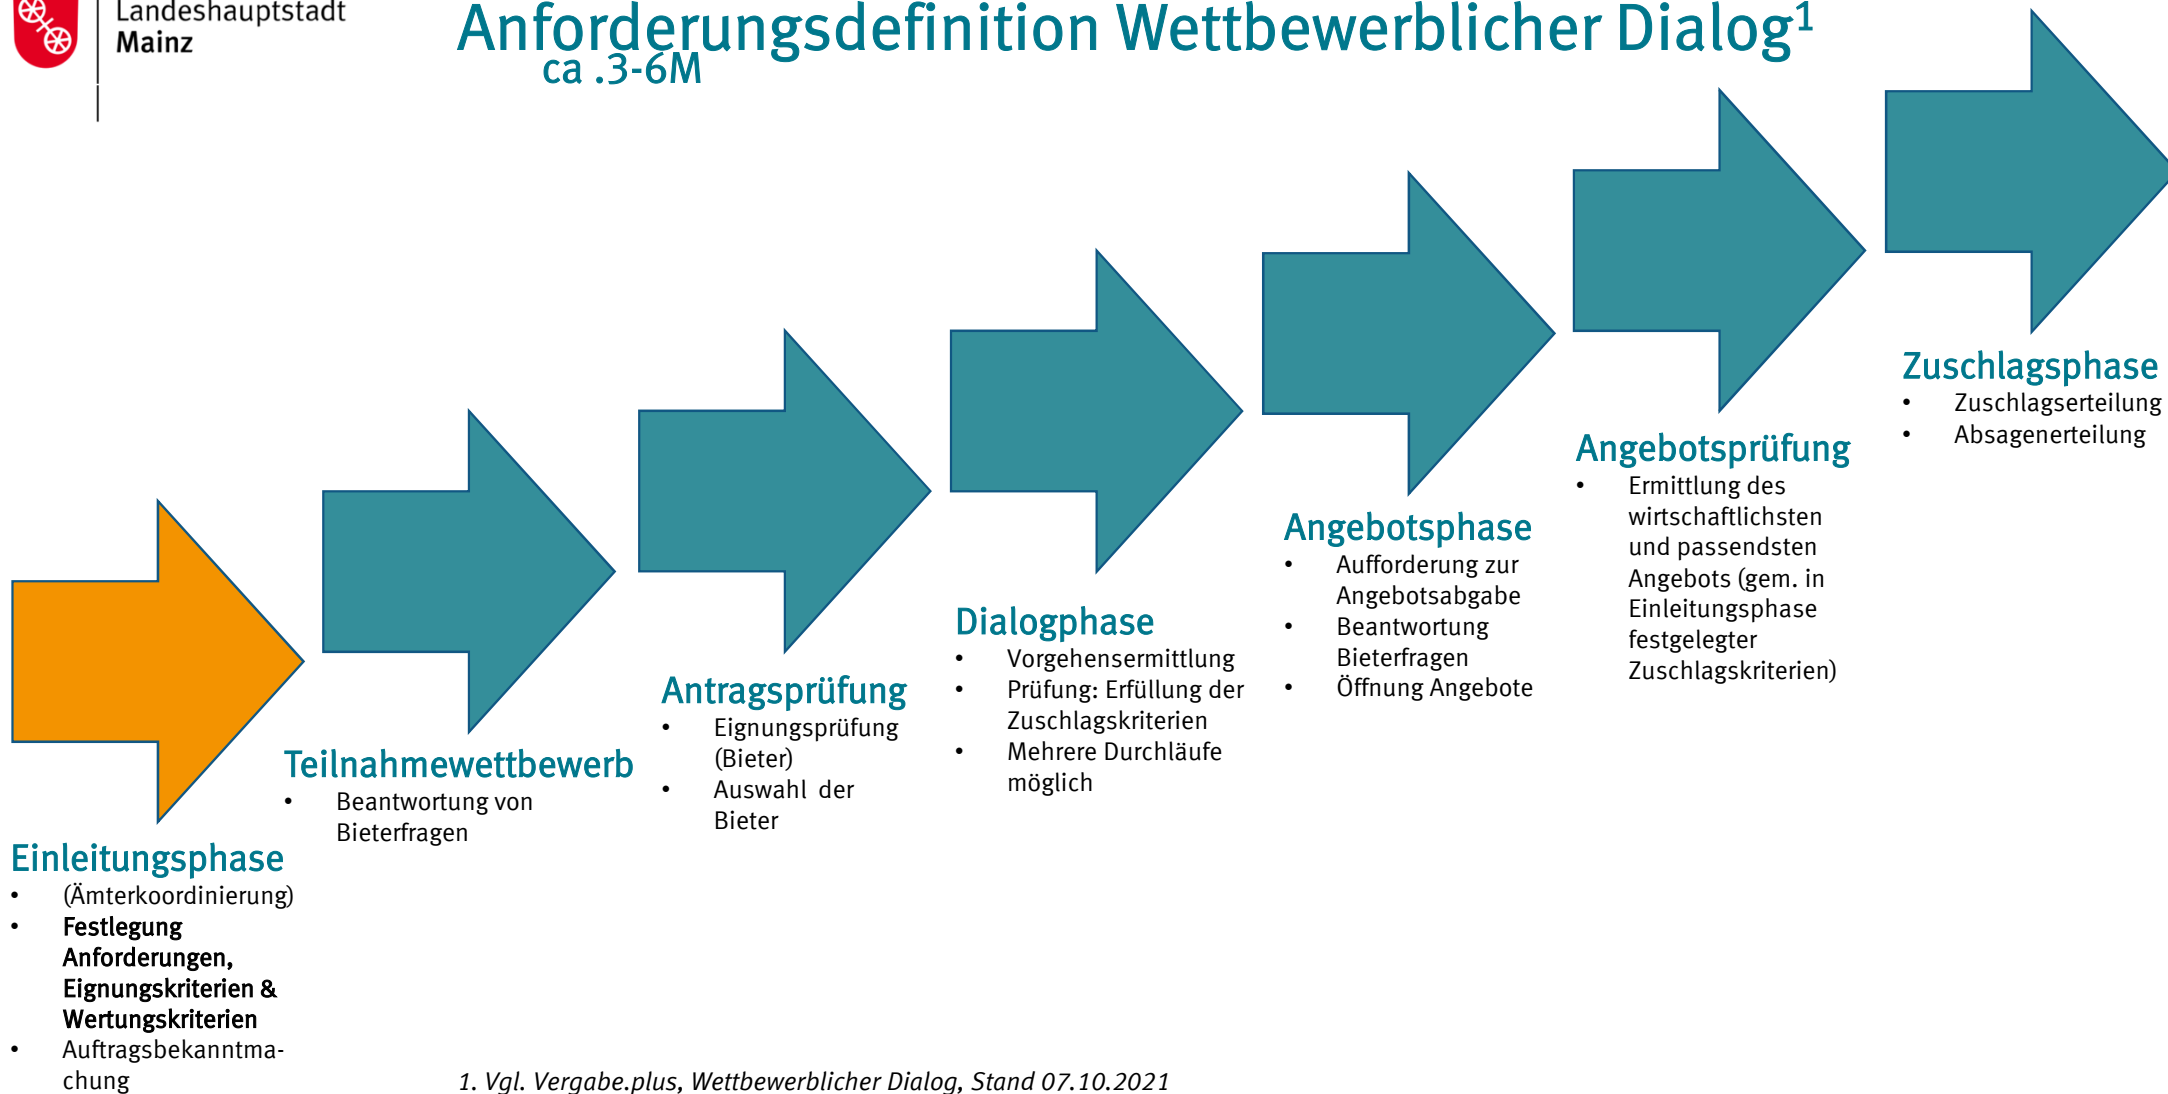 Landeshauptstadt
Mainz
Anforderungsdefinition Wettbewerblicher Dialog¹
ca .3-6M
Einleitungsphase
• (Ämterkoordinierung)
• Festlegung
Anforderungen,
Eignungskriterien &
Wertungskriterien
• Auftragsbekanntma-
chung
Teilnahmewettbewerb
• Beantwortung von
Bieterfragen
Antragsprüfung
• Eignungsprüfung
(Bieter)
• Auswahl der
Bieter
Dialogphase
• Vorgehensermittlung
• Prüfung: Erfüllung der
Zuschlagskriterien
• Mehrere Durchläufe
möglich
Angebotsphase
• Aufforderung zur
Angebotsabgabe
• Beantwortung
Bieterfragen
• Öffnung Angebote
Angebotsprüfung
• Ermittlung des
wirtschaftlichsten
und passendsten
Angebots (gem. in
Einleitungsphase
festgelegter
Zuschlagskriterien)
Zuschlagsphase
• Zuschlagserteilung
• Absagenerteilung
1. Vgl. Vergabe.plus, Wettbewerblicher Dialog, Stand 07.10.2021